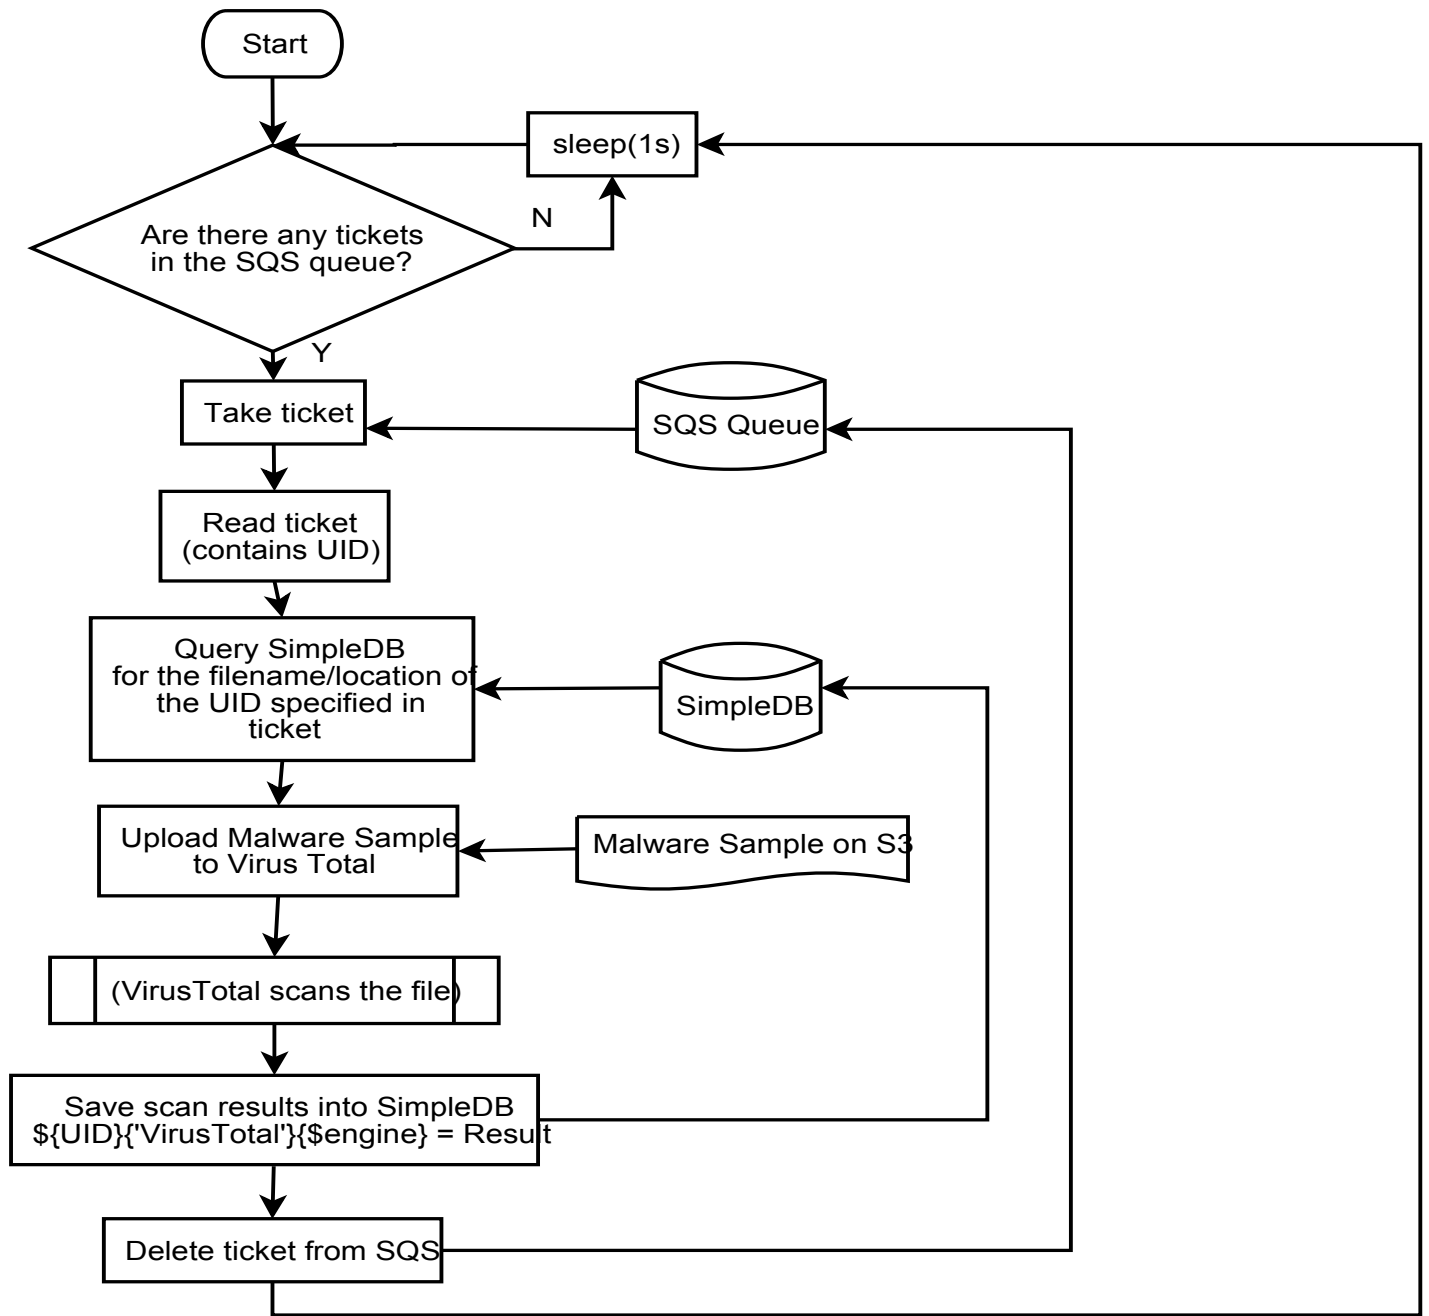 Start
sleep(1s)
N
Are there any tickets
in the SQS queue?
Y
Take ticket
SQS Queue
Read ticket
(contains UID)
Query SimpleDB
for the filename/location of
the UID specified in
ticket
SimpleDB
Upload Malware Sample
to Virus Total
Malware Sample on S3
(VirusTotal scans the file)
Save scan results into SimpleDB
${UID}{'VirusTotal'}{$engine} = Result
Delete ticket from SQS